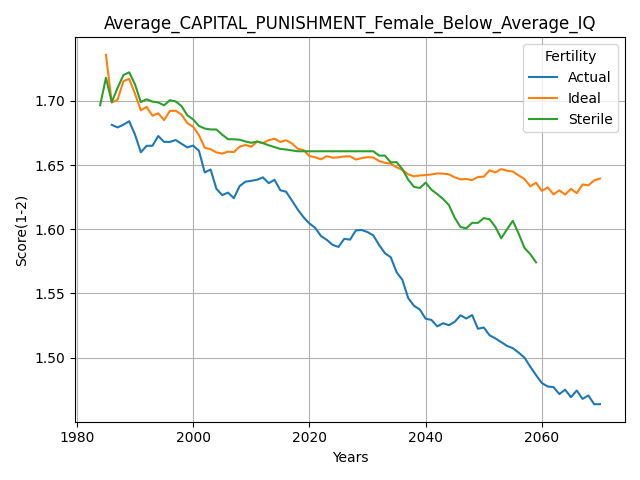 Average_CAPITAL_PUNISHMENT_Female_Below_Average_IQ
Fertility
Actual
Ideal
Sterile
Score(1-2)
1.70
1.65
1.60
1.55
1.50
1980
2000
2020
2040
2060
Years